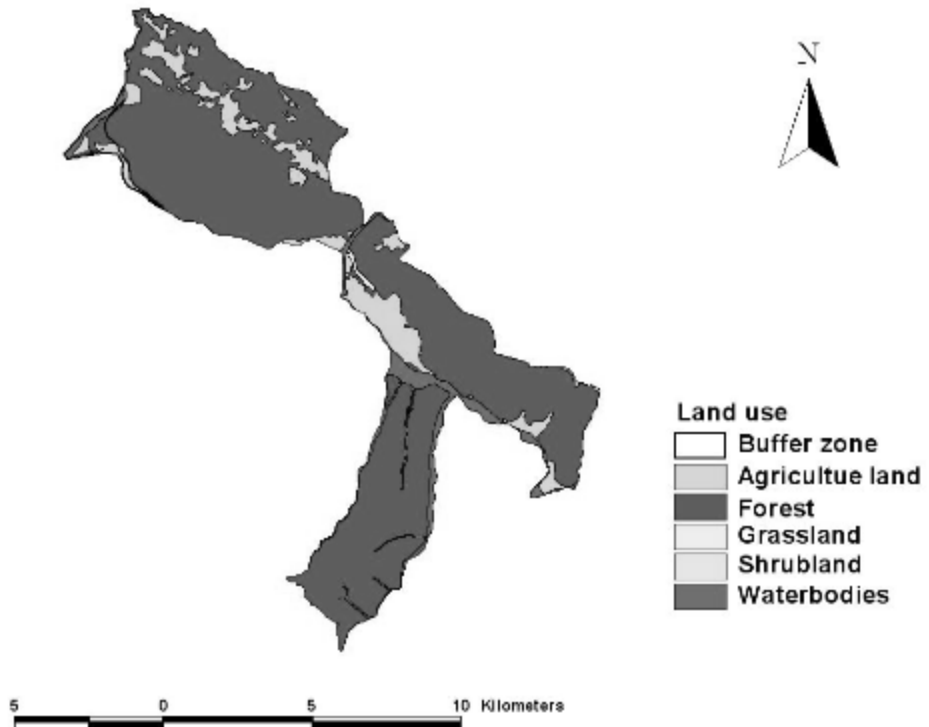 N
Land use
Buffer zone
Agricultue land
Forest
Grassland
Shrubland
Waterbodies
5 0 5 10 Kilometers